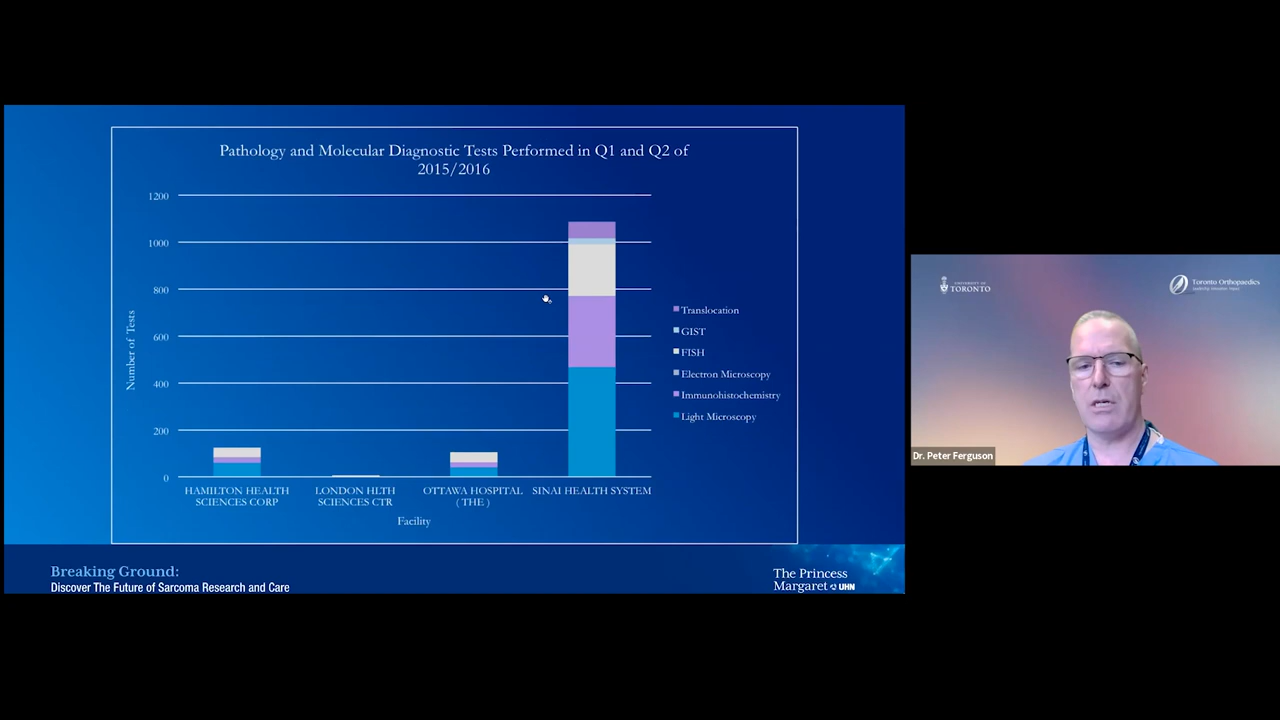 Pathology and Molecular Diagnostic Tests Performed in Q1 and Q2 of
2015/2016
1200
1000
800
600
400
200
0
Number of Tests
HAMILTON HEALTH
SCIENCES CORP
LONDON HLTH
SCIENCES CTR
OTTAWA HOSPITAL
( THE )
SINAI HEALTH SYSTEM
Facility
Translocation
GIST
FISH
Electron Microscopy
Immunohistochemistry
Light Microscopy
Breaking Ground:
Discover The Future of Sarcoma Research and Care
The Princess
Margaret UHN
UNIVERSITY OF
TORONTO
Toronto Orthopaedics
Dr. Peter Ferguson